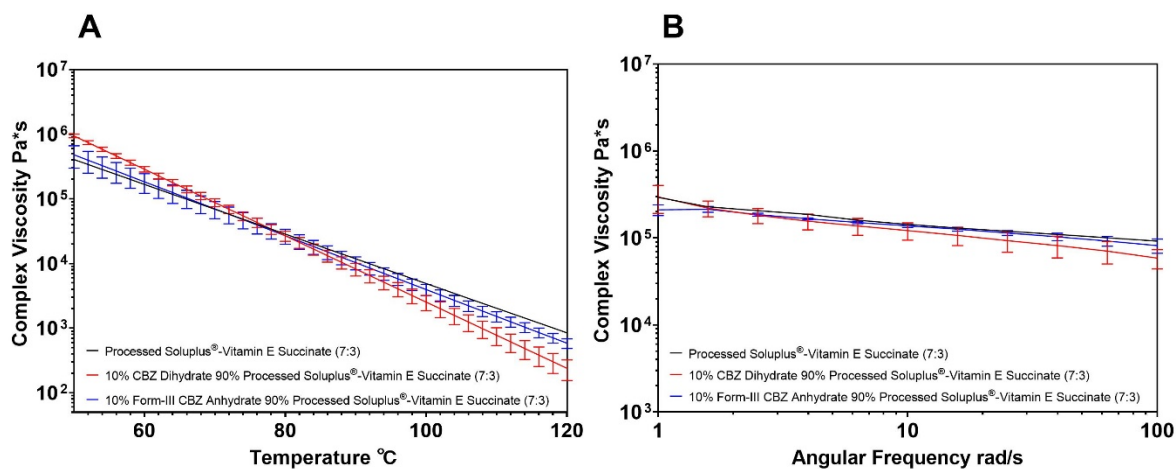 A
Complex Viscosity Pa*s
10⁷
10⁶
10⁵
10⁴
10³
10²
Processed Soluplus®-Vitamin E Succinate (7:3)
10% CBZ Dihydrate 90% Processed Soluplus®-Vitamin E Succinate (7:3)
10% Form-III CBZ Anhydrate 90% Processed Soluplus®-Vitamin E Succinate (7:3)
60 80 100 120
Temperature °C
B
Complex Viscosity Pa*s
10⁷
10⁶
10⁵
10⁴
10³
Processed Soluplus®-Vitamin E Succinate (7:3)
10% CBZ Dihydrate 90% Processed Soluplus®-Vitamin E Succinate (7:3)
10% Form-III CBZ Anhydrate 90% Processed Soluplus®-Vitamin E Succinate (7:3)
1 10 100
Angular Frequency rad/s